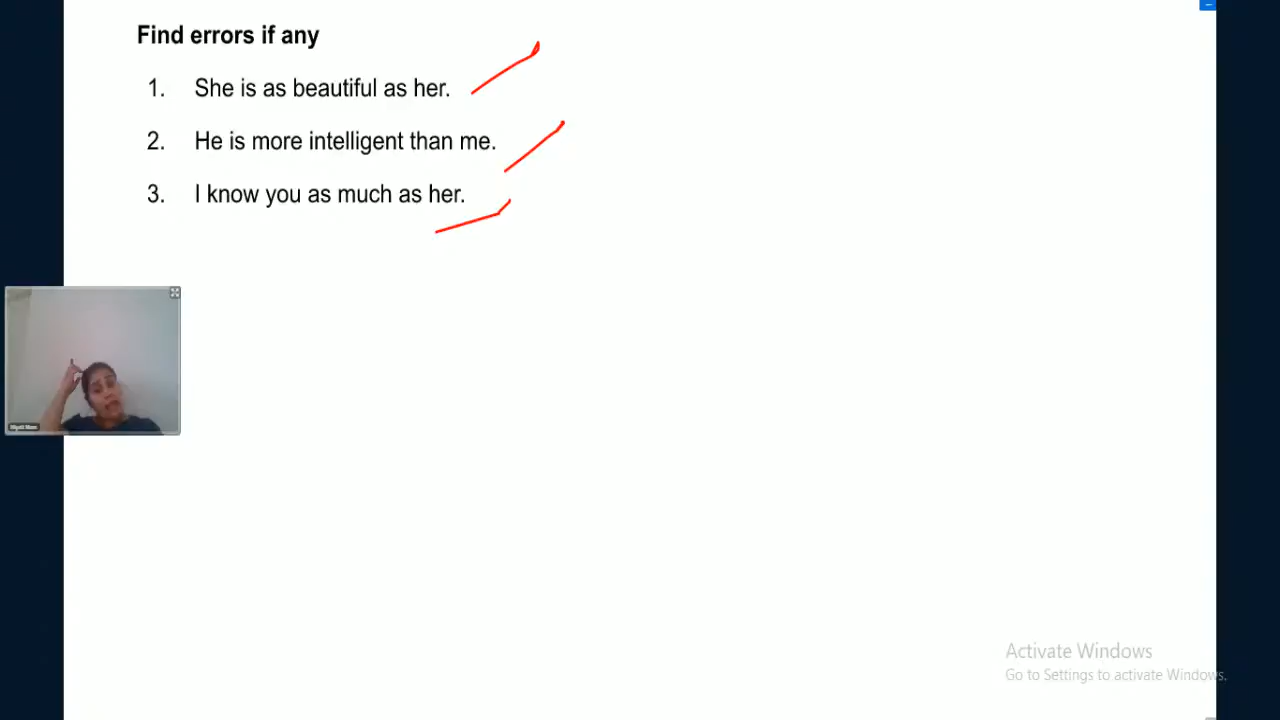 Find errors if any
1. She is as beautiful as her.
2. He is more intelligent than me.
3. I know you as much as her.
Activate Windows
Go to Settings to activate Windows.